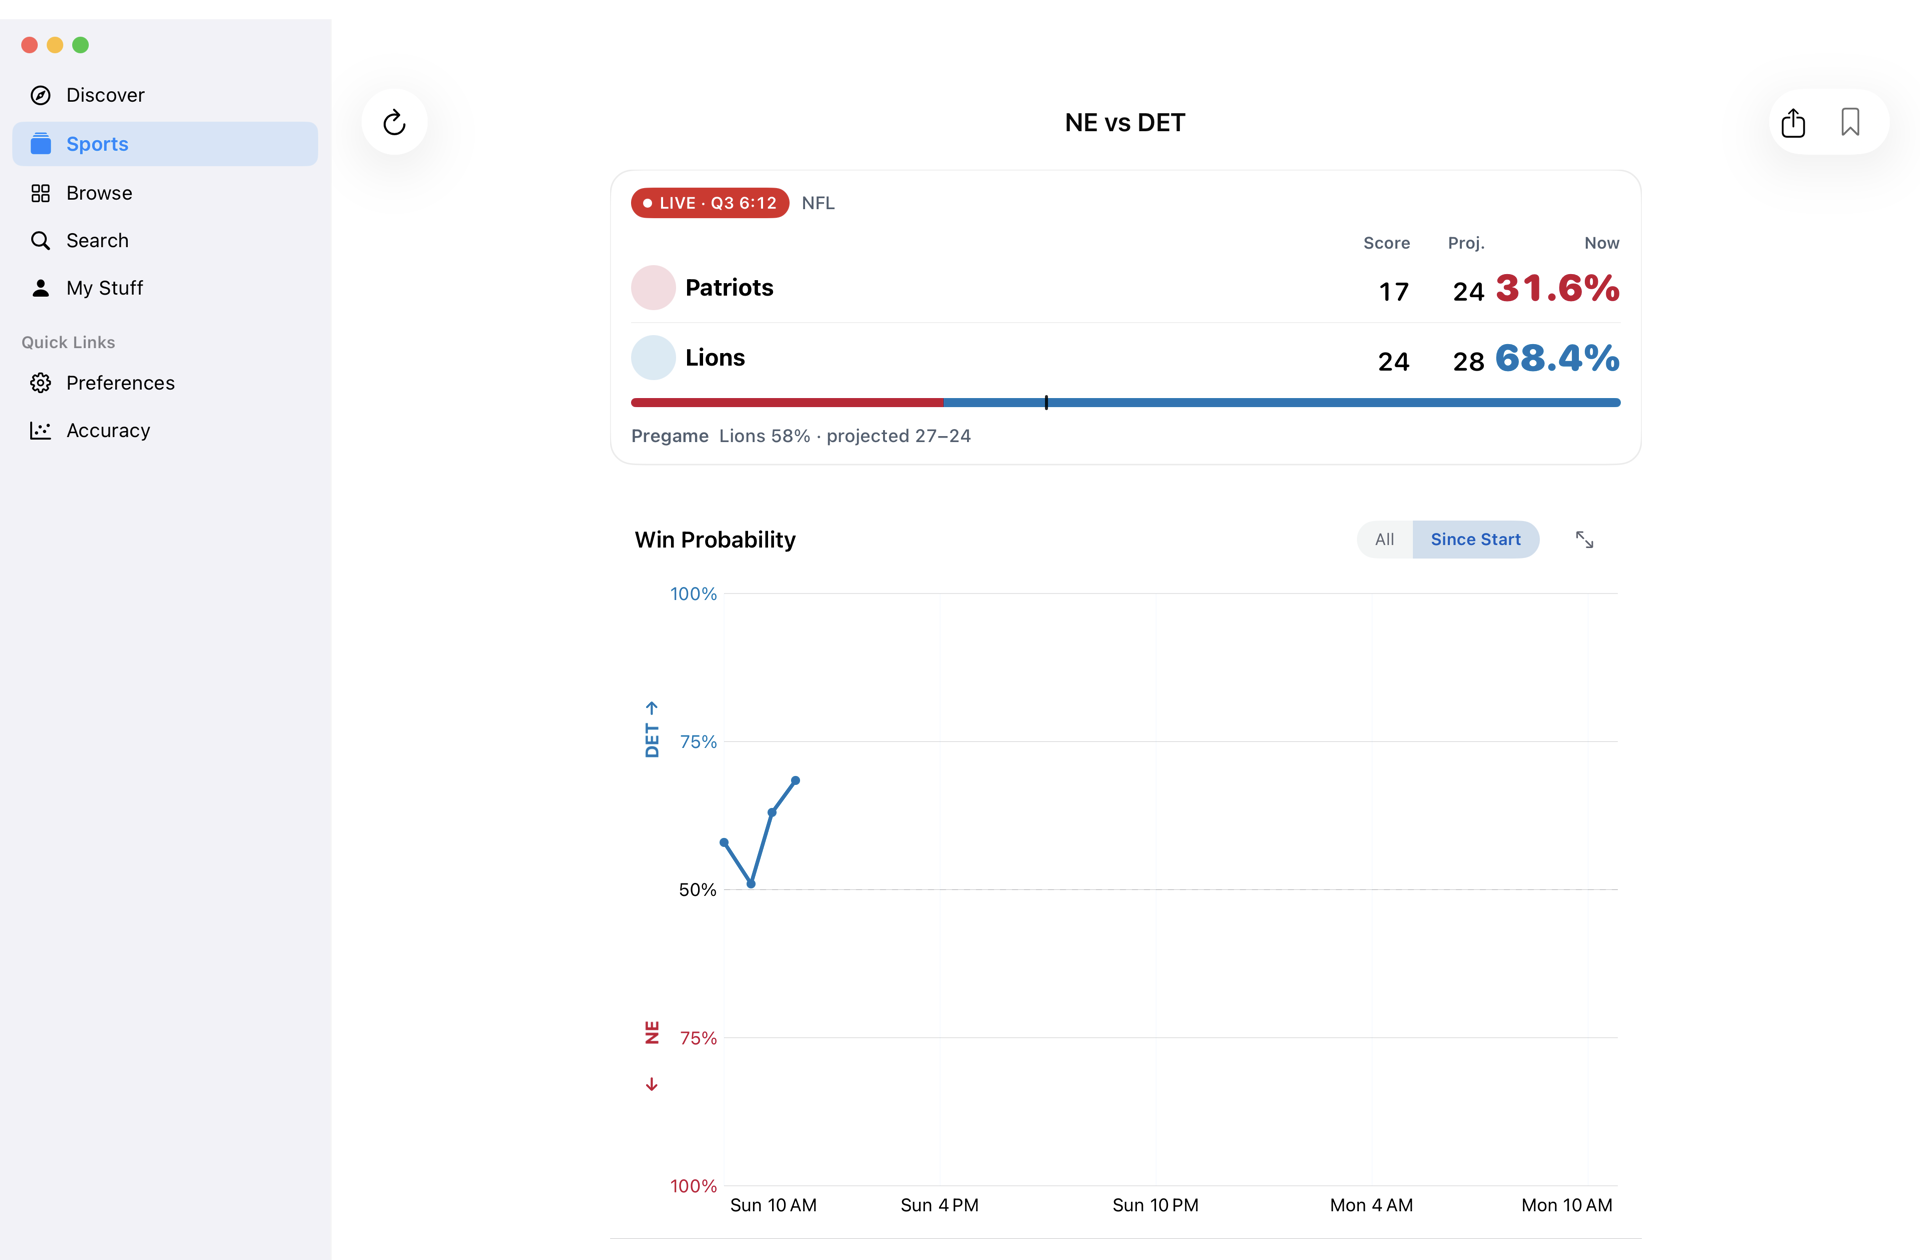 Discover
Sports
Browse
Search
My Stuff
Quick Links
Preferences
Accuracy
NE vs DET
LIVE · Q3 6:12 NFL
Score Proj. Now
Patriots 17 24 31.6%
Lions 24 28 68.4%
Pregame Lions 58% · projected 27–24
Win Probability All Since Start
100%
DET → 75%
50%
NE 75%
100%
Sun 10 AM Sun 4 PM Sun 10 PM Mon 4 AM Mon 10 AM